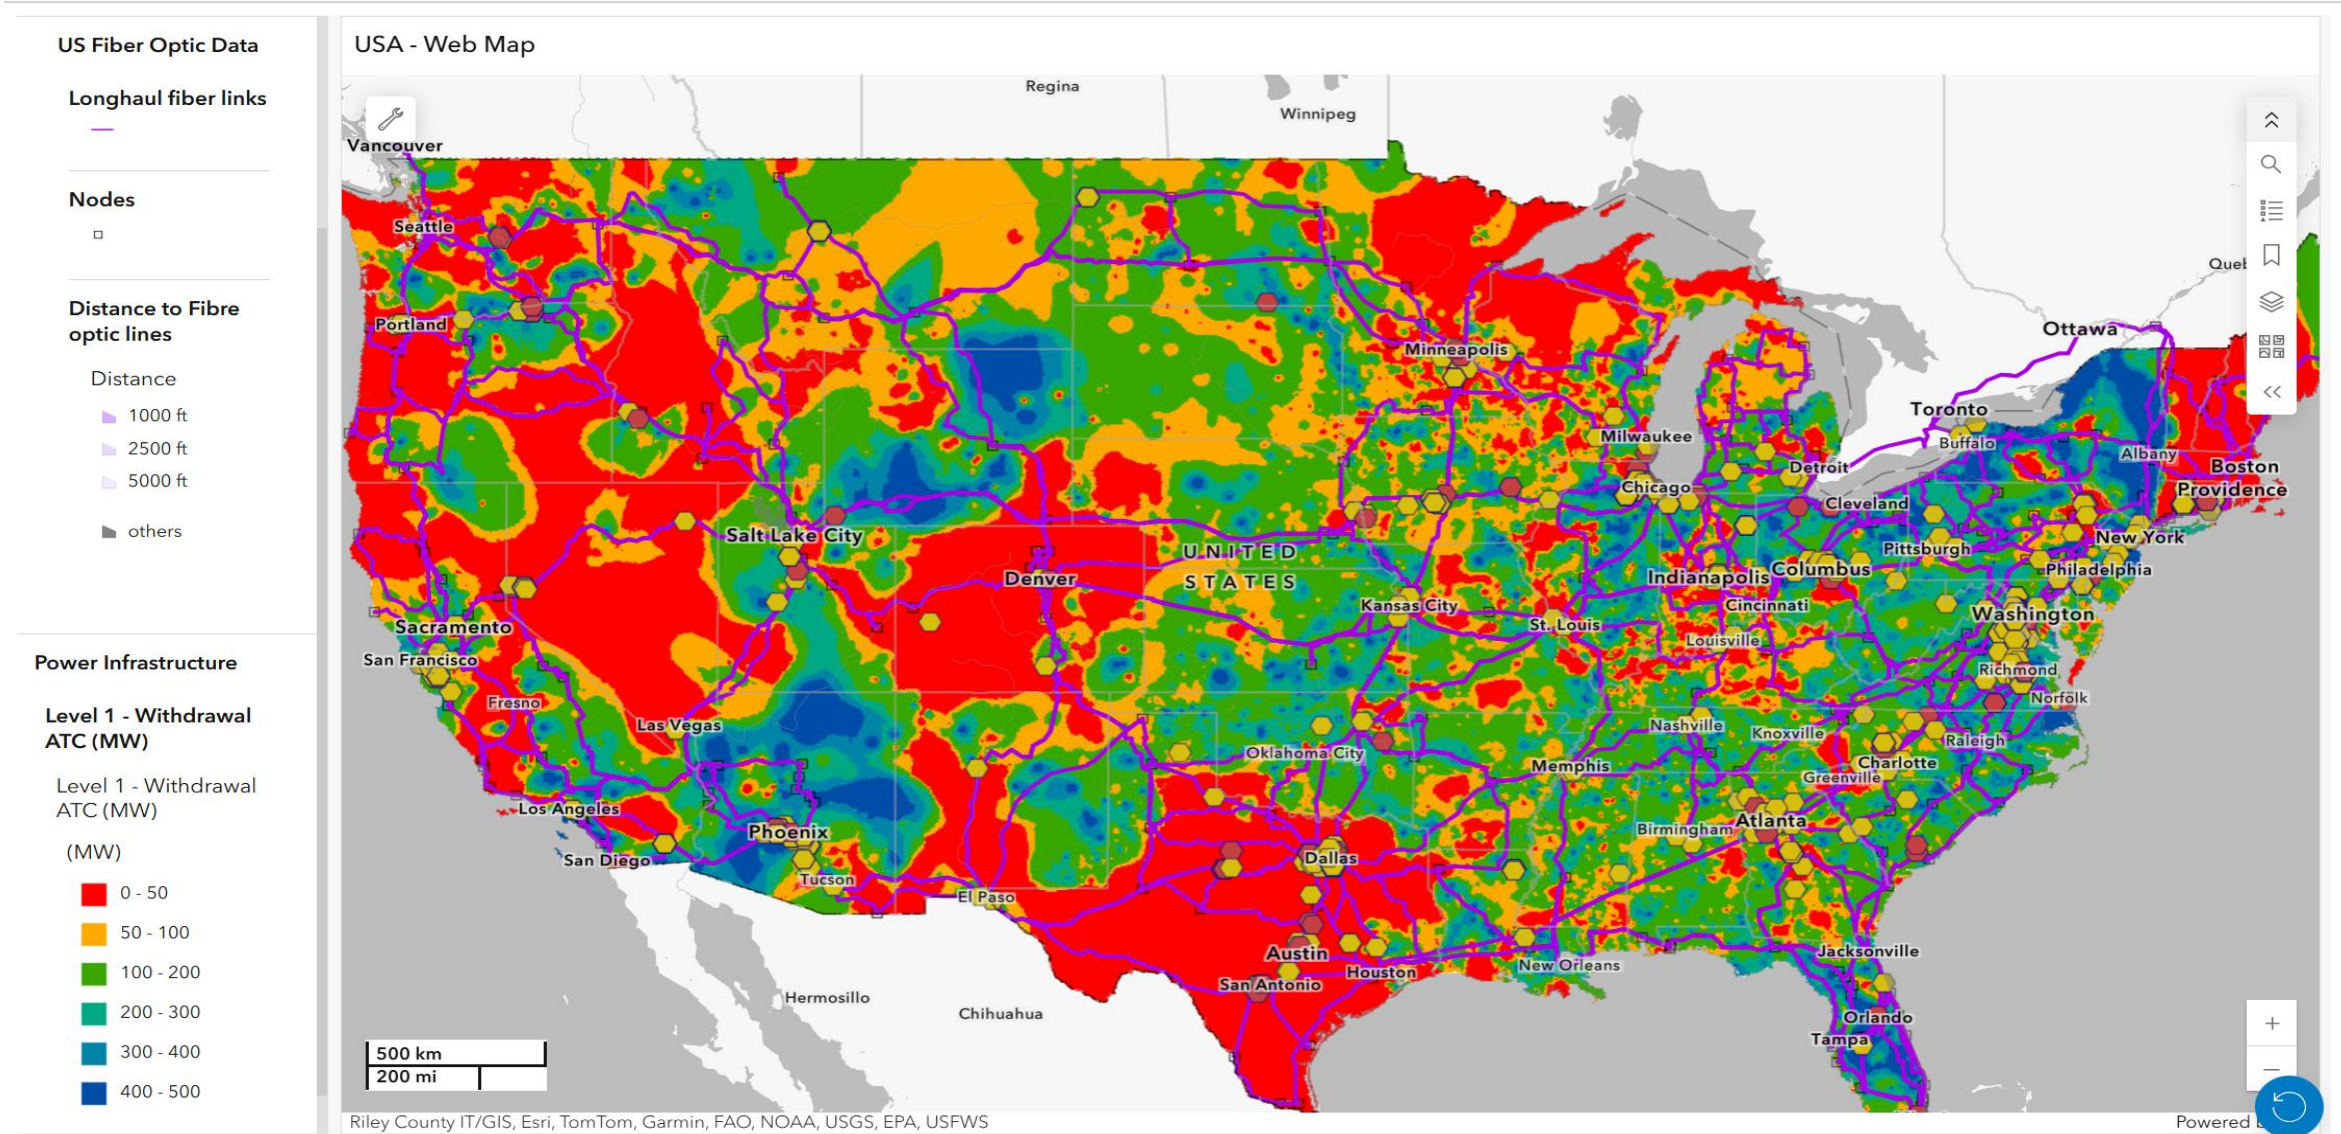 US Fiber Optic Data
Longhaul fiber links
Nodes
Distance to Fibre
optic lines
Distance
1000 ft
2500 ft
5000 ft
others
Power Infrastructure
Level 1 - Withdrawal
ATC (MW)
Level 1 - Withdrawal
ATC (MW)
(MW)
0 - 50
50 - 100
100 - 200
200 - 300
300 - 400
400 - 500
USA - Web Map
Regina
Winnipeg
Vancouver
Seattle
Queb
Portland
Ottawa
Minneapolis
Toronto
Milwaukee
Buffalo
Albany
Detroit
Boston
Chicago
Providence
Cleveland
Salt Lake City
New York
UNITED
STATES
Pittsburgh
Denver
Indianapolis
Columbus
Philadelphia
Kansas City
Cincinnati
Washington
Sacramento
St. Louis
Louisville
San Francisco
Richmond
Fresno
Norfolk
Las Vegas
Nashville
Knoxville
Raleigh
Oklahoma City
Memphis
Charlotte
Greenville
Los Angeles
Phoenix
Birmingham
Atlanta
San Diego
Dallas
Tucson
El Paso
Austin
Jacksonville
Houston
New Orleans
San Antonio
Hermosillo
Chihuahua
Orlando
Tampa
500 km
200 mi
Riley County IT/GIS, Esri, TomTom, Garmin, FAO, NOAA, USGS, EPA, USFWS
Powered